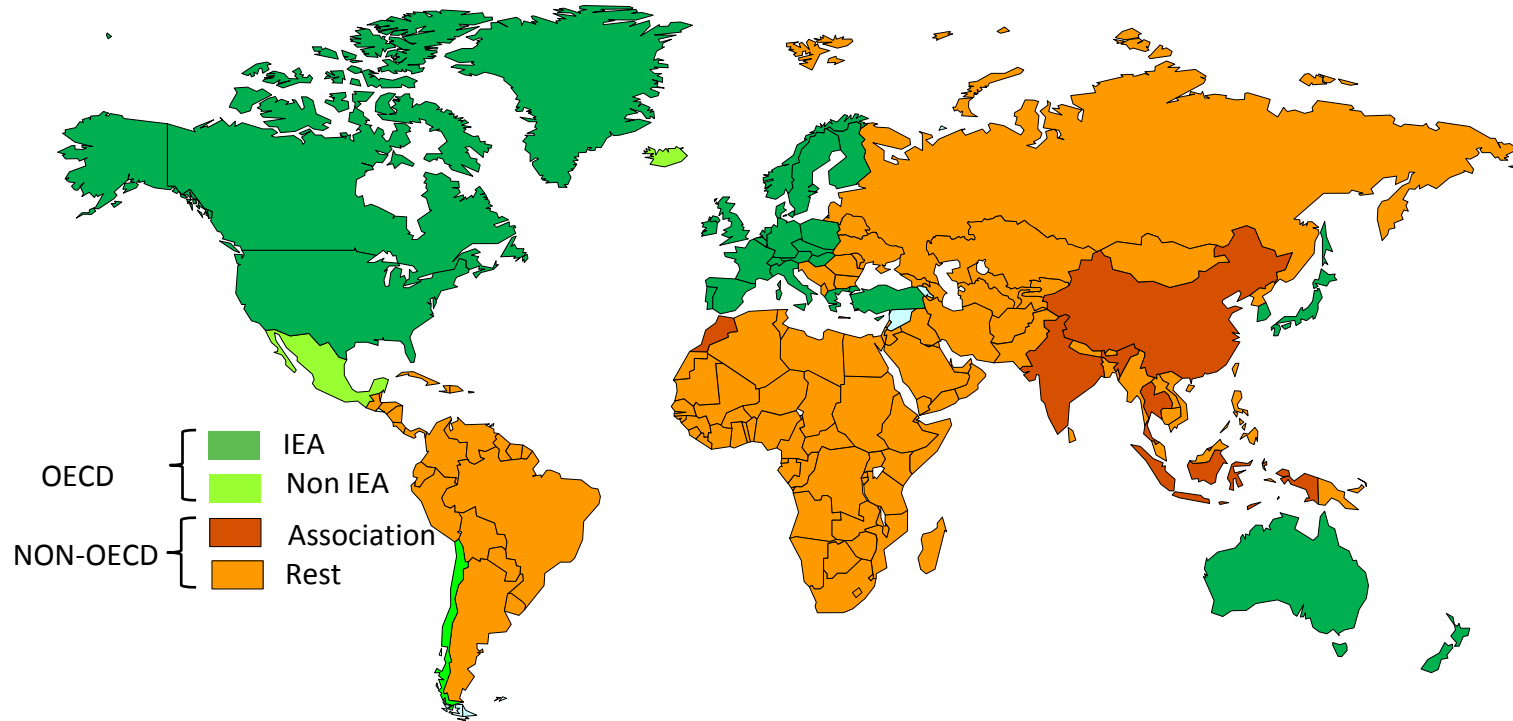 OECD
IEA
Non IEA
NON-OECD
Association
Rest